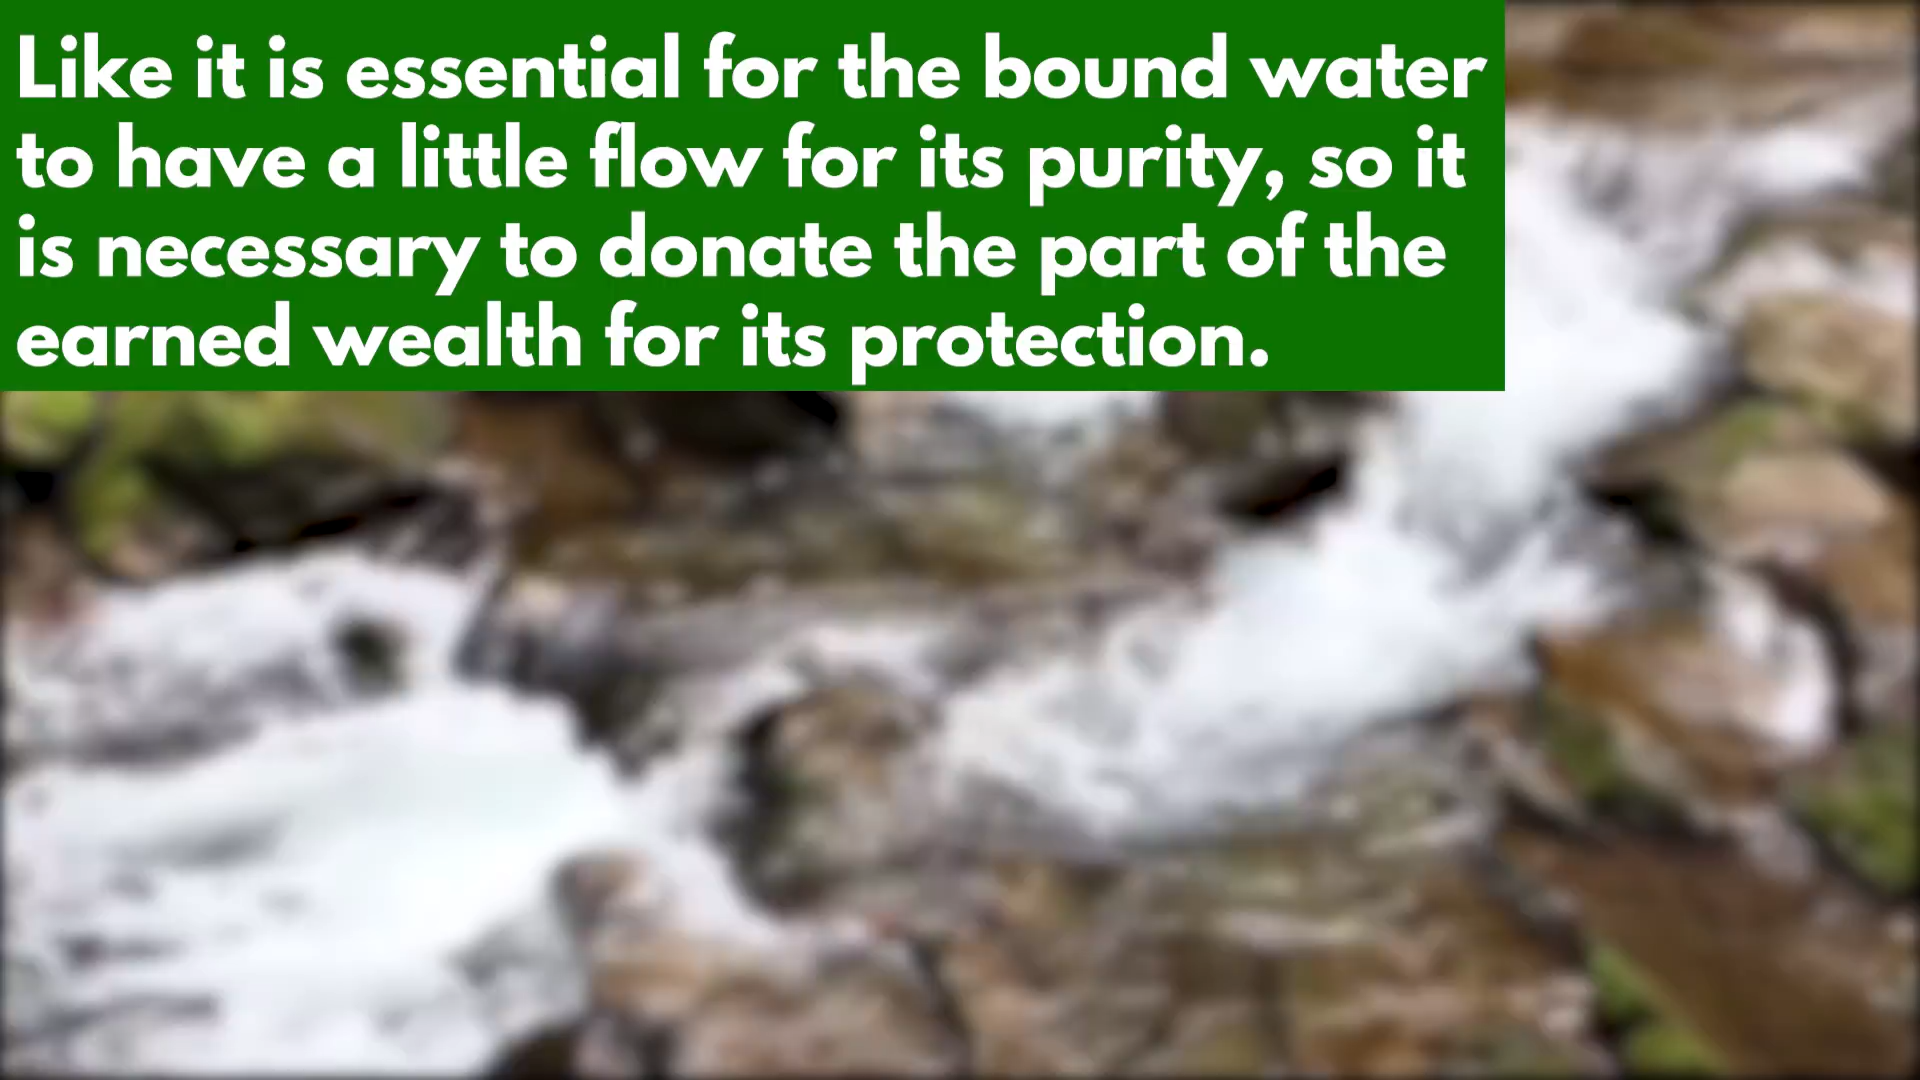 Like it is essential for the bound water
to have a little flow for its purity, so it
is necessary to donate the part of the
earned wealth for its protection.